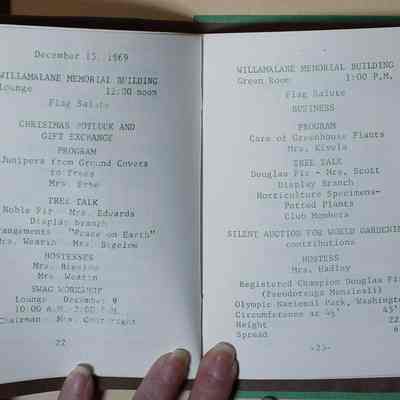 December 15, 1969
WILLAMALANE MEMORIAL BUILDING
Lounge 12:00 noon
Flag Salute
CHRISTMAS POTLUCK AND
GIFT EXCHANGE
PROGRAM
Junipers from Ground Covers
to Trees
Mrs.
TREE TALK
Noble Fir - Mrs. Edwards
Display branch
"Peace on Earth"
Mrs. Wearin Mrs. Bigelow
HOSTESSES
Mrs. Bigelow
Mrs. Wearin
SWAG WORKSHOP
Lounge December 9
10:00 A.M. 2:00 P.M.
Chairman Mrs.
22
WILLAMALANE MEMORIAL BUILDING
Green Room 1:00 P.M.
Flag Salute
BUSINESS
PROGRAM
Care of Greenhouse Plants
Mrs. Kivela
TREE TALK
Douglas Fir - Mrs. Scott
Display Branch
Horticulture Specimens-
Potted Plants
Club Members
SILENT AUCTION FOR WORLD GARDENING
contributions
HOSTESS
Mrs. Hadley
Registered Champion Douglas Fir
(Pseudotsuga Menziesii)
Olympic National Park, Washington
Circumference at 4½' 45'
Height 22
Spread
-23-